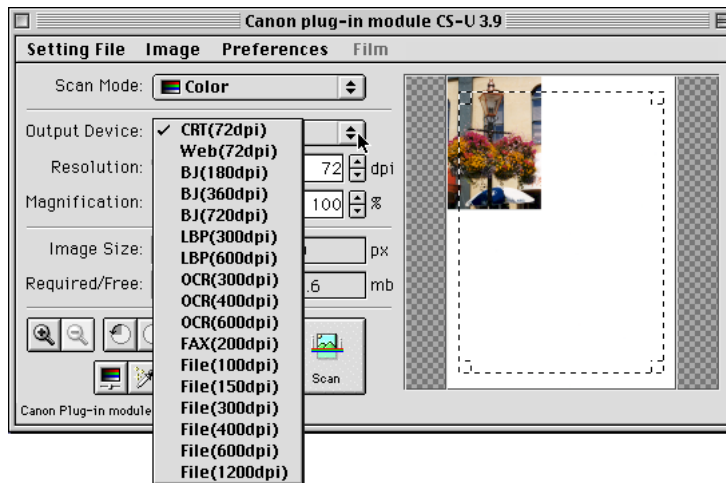 Canon plug-in module CS-U 3.9
Setting File Image Preferences Film
Scan Mode: Color
Output Device: CRT(72dpi)
Web(72dpi)
Resolution: BJ(180dpi) 72 dpi
BJ(360dpi)
Magnification: BJ(720dpi) 100 %
LBP(300dpi)
Image Size: LBP(600dpi) px
OCR(300dpi)
Required/Free: OCR(400dpi) .6 mb
OCR(600dpi)
FAX(200dpi)
File(100dpi)
File(150dpi) Scan
File(300dpi)
Canon Plug-in module File(400dpi)
File(600dpi)
File(1200dpi)